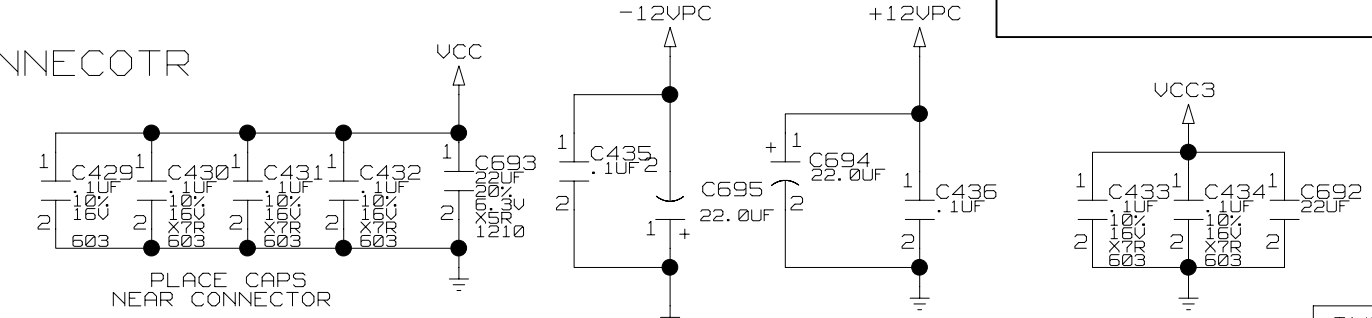 NNECOTR
VCC
1
C429
.1UF
10%
16V
603
2
1
C430
.1UF
10%
16V
X7R
603
2
1
C431
.1UF
10%
16V
X7R
603
2
1
C432
.1UF
10%
16V
X7R
603
2
1
C693
22UF
20%
6.3V
X5R
1210
2
PLACE CAPS
NEAR CONNECTOR
-12VPC
1
C435
.1UF
2
2
C695
22.0UF
1
+
+12VPC
+
1
C694
22.0UF
2
1
C436
.1UF
2
VCC3
1
C433
.1UF
10%
16V
X7R
603
2
1
C434
.1UF
10%
16V
X7R
603
2
1
C692
22UF
2